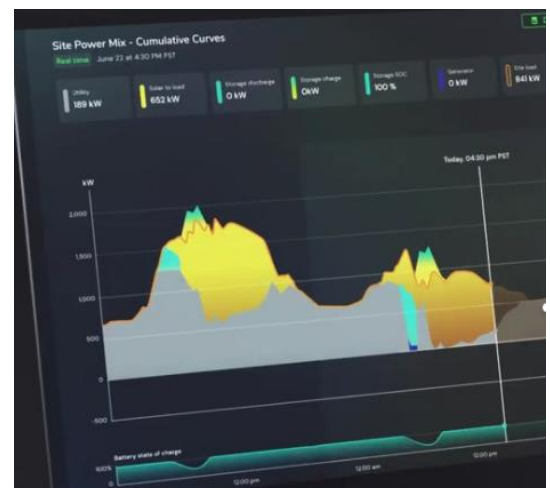 Site Power Mix - Cumulative Curves
Real time June 22 at 4:30 PM PST
Utility
189 kW
Solar to load
652 kW
Storage discharge
0 kW
Storage charge
0kW
Storage SOC
100 %
Generator
0 kW
Site load
841 kW
Today, 04:30 pm PST
kW
2,000
1,500
1,000
500
0
-500
Battery state of charge
100%
0
12:00 pm
12:00 am
12:00 pm